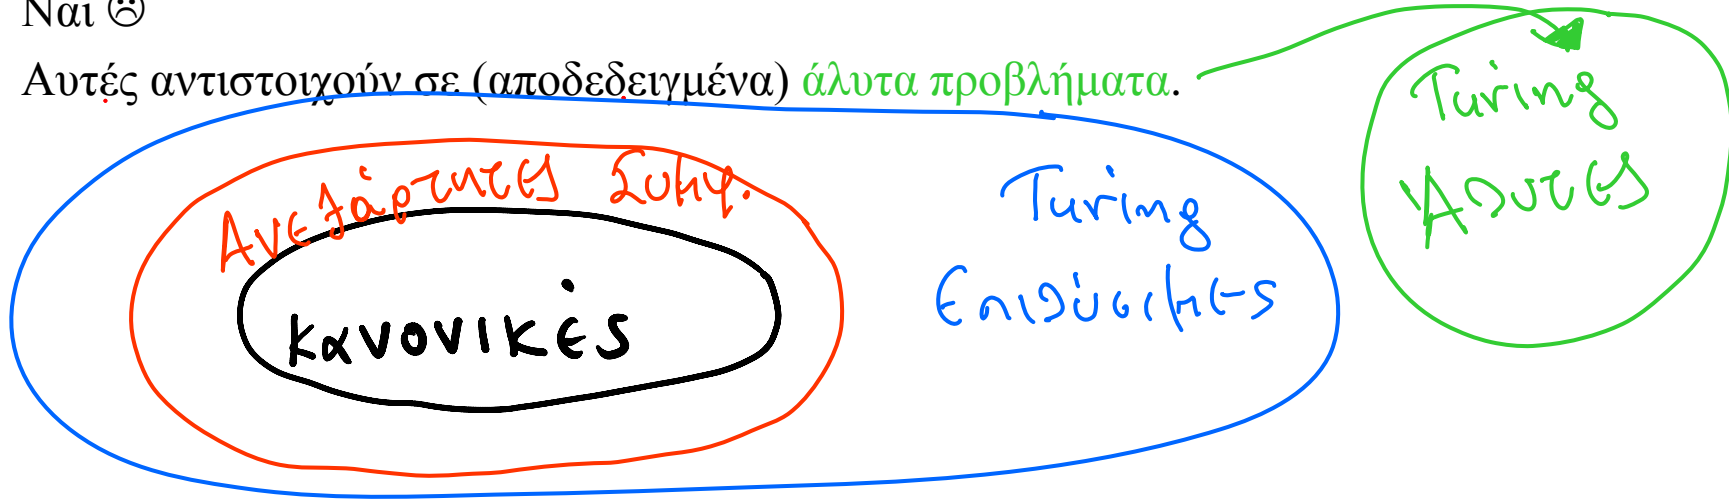 Ναι ☹
Αυτές αντιστοιχούν σε (αποδεδειγμένα) άλυτα προβλήματα.
Turing
Άλυτες
Ανεξάρτητες Συμφ.
Turing
Επιλύσιμες
κανονικές